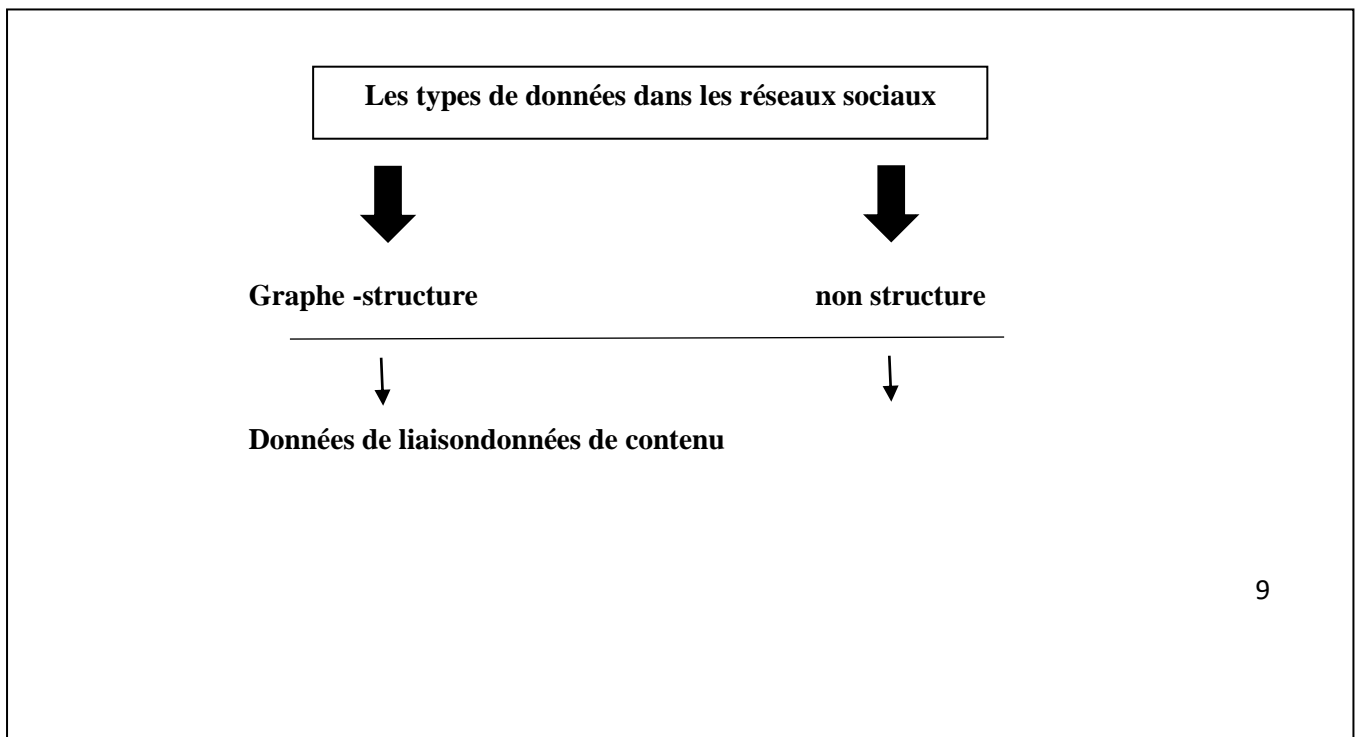 Les types de données dans les réseaux sociaux
Graphe -structure non structure
Données de liaisondonnées de contenu
9